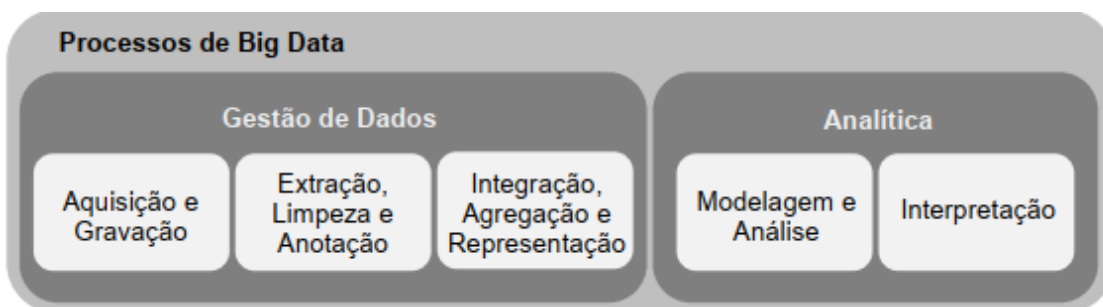 Processos de Big Data
Gestão de Dados
Aquisição e
Gravação
Extração,
Limpeza e
Anotação
Integração,
Agregação e
Representação
Analítica
Modelagem e
Análise
Interpretação